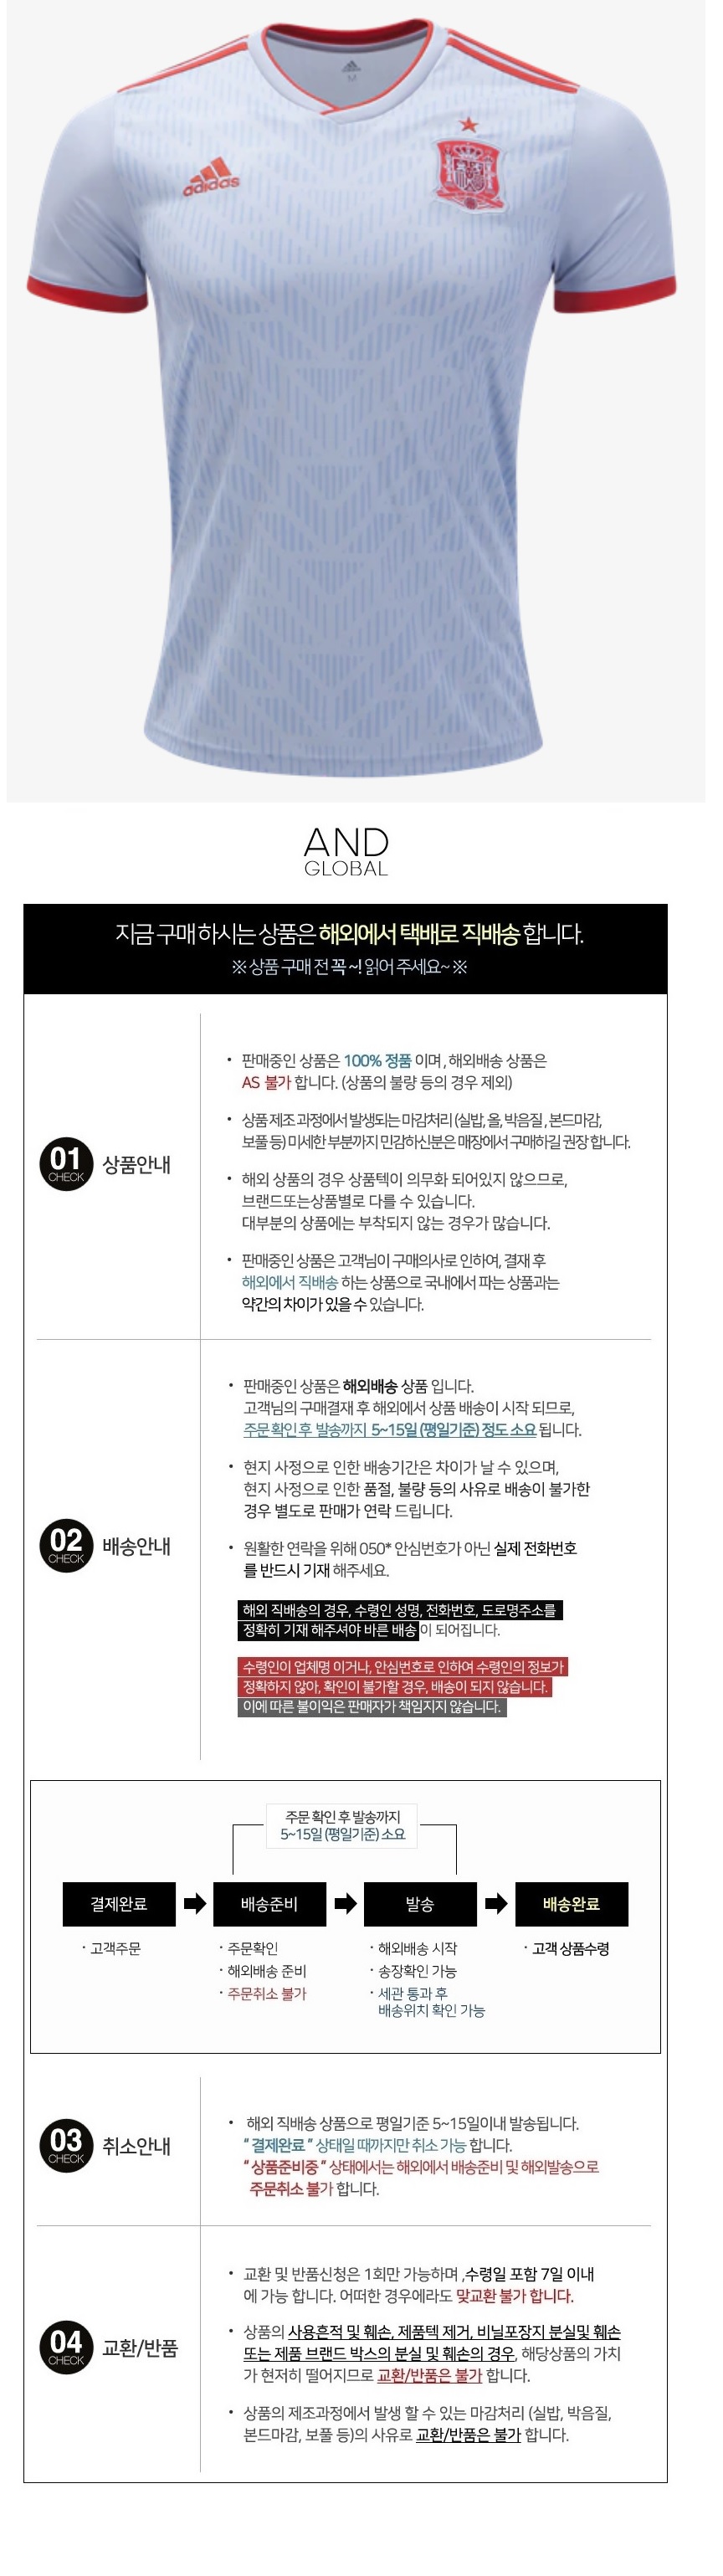 adidas
AND
GLOBAL
지금 구매 하시는 상품은 해외에서 택배로 직배송 합니다.
※ 상품 구매 전 꼭 ~! 읽어 주세요~ ※
01
CHECK
상품안내
• 판매중인 상품은 100% 정품 이며 , 해외배송 상품은
AS 불가 합니다. (상품의 불량 등의 경우 제외)
• 상품 제조 과정에서 발생되는 마감처리 (실밥, 올, 박음질 , 본드마감,
보풀 등) 미세한 부분까지 민감하신분은 매장에서 구매하길 권장 합니다.
• 해외 상품의 경우 상품텍이 의무화 되어있지 않으므로,
브랜드또는상품별로 다를 수 있습니다.
대부분의 상품에는 부착되지 않는 경우가 많습니다.
• 판매중인 상품은 고객님이 구매의사로 인하여, 결재 후
해외에서 직배송 하는 상품으로 국내에서 파는 상품과는
약간의 차이가 있을 수 있습니다.
02
CHECK
배송안내
• 판매중인 상품은 해외배송 상품 입니다.
고객님의 구매결재 후 해외에서 상품 배송이 시작 되므로,
주문 확인 후 발송까지 5~15일 (평일기준) 정도 소요 됩니다.
• 현지 사정으로 인한 배송기간은 차이가 날 수 있으며,
현지 사정으로 인한 품절, 불량 등의 사유로 배송이 불가한
경우 별도로 판매가 연락 드립니다.
• 원활한 연락을 위해 050* 안심번호가 아닌 실제 전화번호
를 반드시 기재 해주세요.
해외 직배송의 경우, 수령인 성명, 전화번호, 도로명주소를
정확히 기재 해주셔야 바른 배송 이 되어집니다.
수령인이 업체명 이거나, 안심번호로 인하여 수령인의 정보가
정확하지 않아, 확인이 불가할 경우, 배송이 되지 않습니다.
이에 따른 불이익은 판매자가 책임지지 않습니다.
주문 확인 후 발송까지
5~15일 (평일기준) 소요
결제완료
배송준비
발송
배송완료
· 고객주문
· 주문확인
· 해외배송 준비
· 주문취소 불가
· 해외배송 시작
· 송장확인 가능
· 세관 통과 후
배송위치 확인 가능
· 고객 상품수령
03
CHECK
취소안내
• 해외 직배송 상품으로 평일기준 5~15일이내 발송됩니다.
“ 결제완료 ” 상태일 때까지만 취소 가능 합니다.
“ 상품준비중 ” 상태에서는 해외에서 배송준비 및 해외발송으로
주문취소 불가 합니다.
04
CHECK
교환/반품
• 교환 및 반품신청은 1회만 가능하며 ,수령일 포함 7일 이내
에 가능 합니다. 어떠한 경우에라도 맞교환 불가 합니다.
• 상품의 사용흔적 및 훼손, 제품텍 제거, 비닐포장지 분실및 훼손
또는 제품 브랜드 박스의 분실 및 훼손의 경우, 해당상품의 가치
가 현저히 떨어지므로 교환/반품은 불가 합니다.
• 상품의 제조과정에서 발생 할 수 있는 마감처리 (실밥, 박음질,
본드마감, 보풀 등)의 사유로 교환/반품은 불가 합니다.